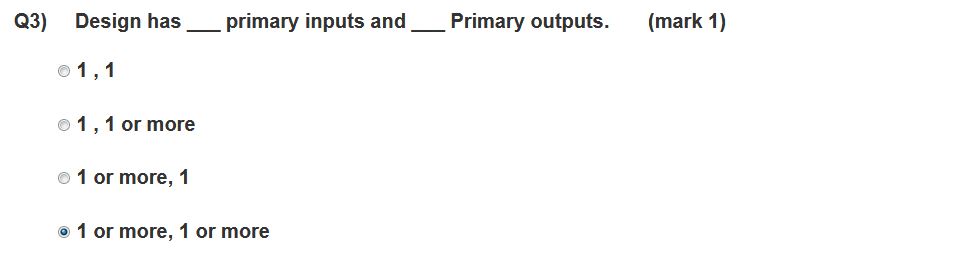 Q3) Design has ___ primary inputs and ___ Primary outputs. (mark 1)
1 , 1
1 , 1 or more
1 or more, 1
1 or more, 1 or more